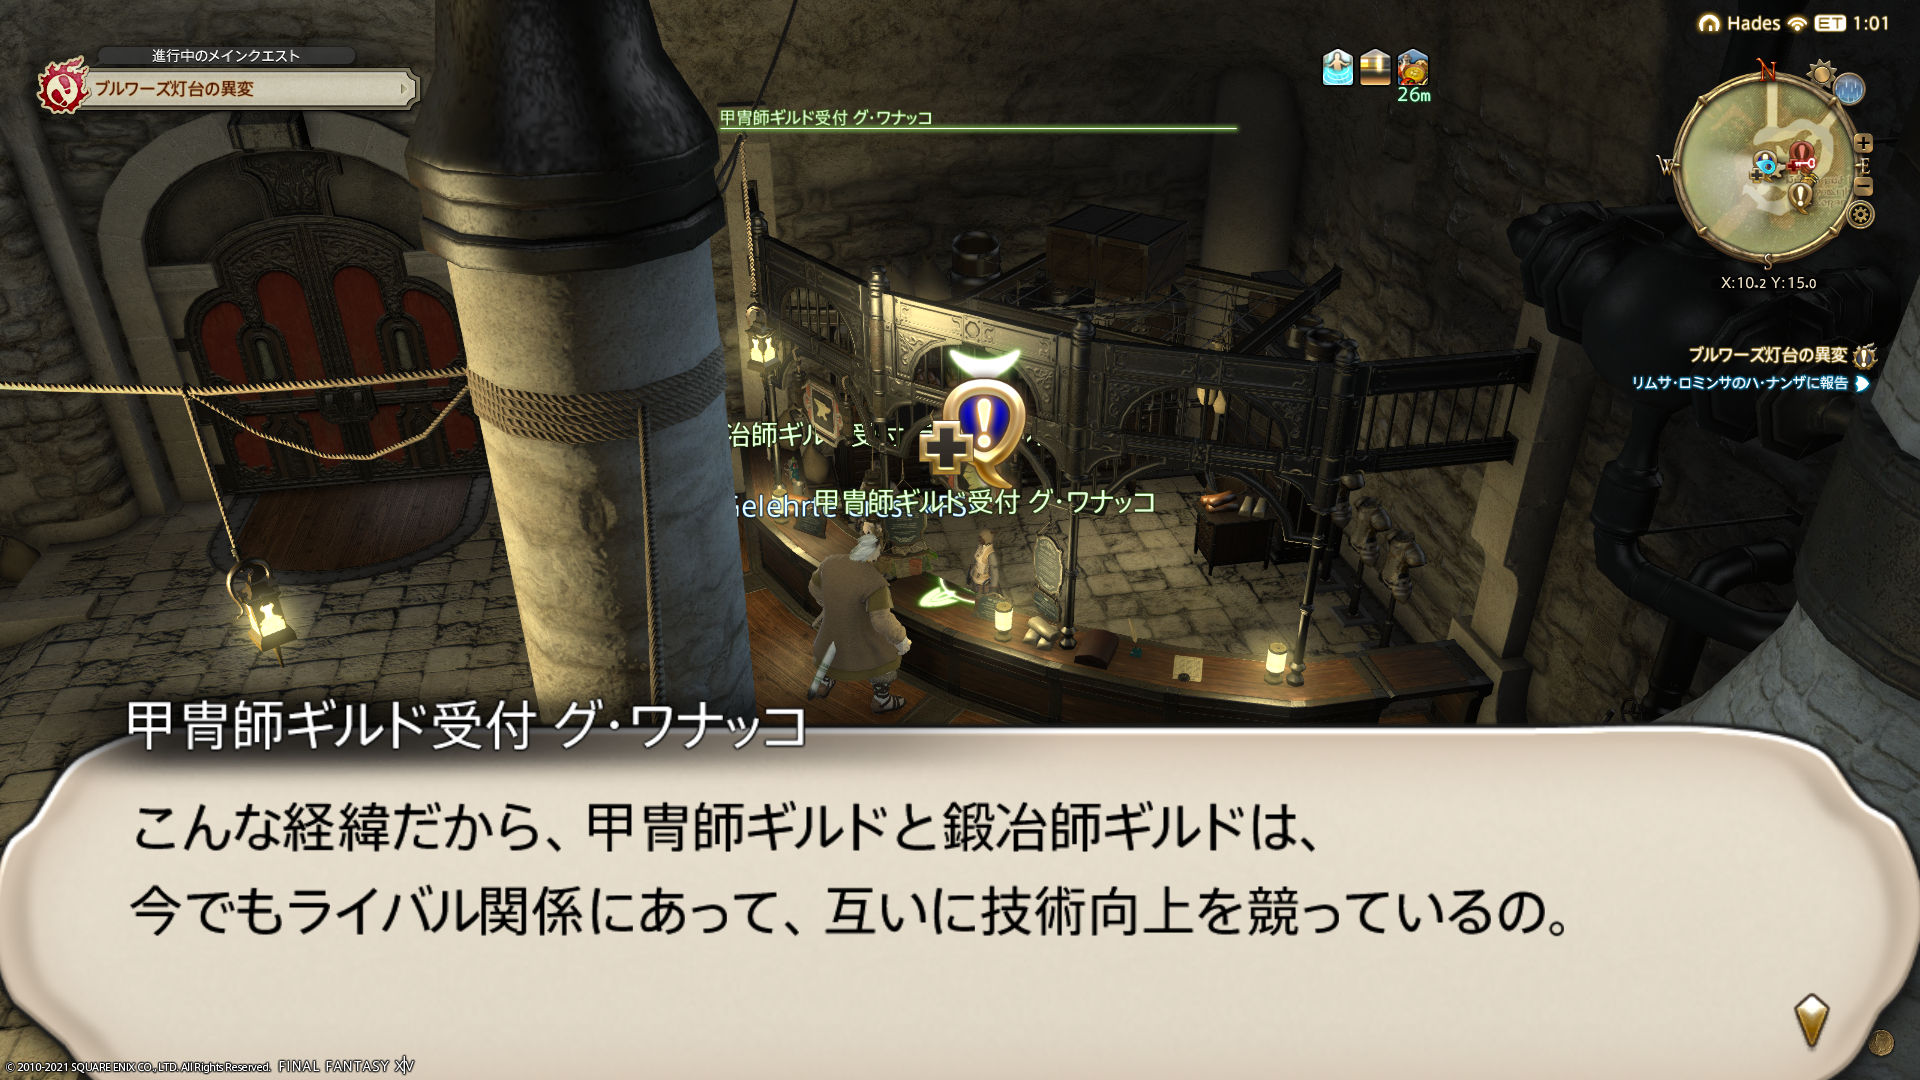 進行中のメインクエスト
ブルワーズ灯台の異変
Hades ET 1:01
26m
甲冑師ギルド受付 グ・ワナッコ
N
W
E
S
X:10.2 Y:15.0
ブルワーズ灯台の異変
リムサ・ロミンサのハ・ナンザに報告
冶師ギル
甲冑師ギルド受付 グ・ワナッコ
甲冑師ギルド受付 グ・ワナッコ
こんな経緯だから、甲冑師ギルドと鍛冶師ギルドは、
今でもライバル関係にあって、互いに技術向上を競っているの。
© 2010-2021 SQUARE ENIX CO., LTD. All Rights Reserved. FINAL FANTASY XIV